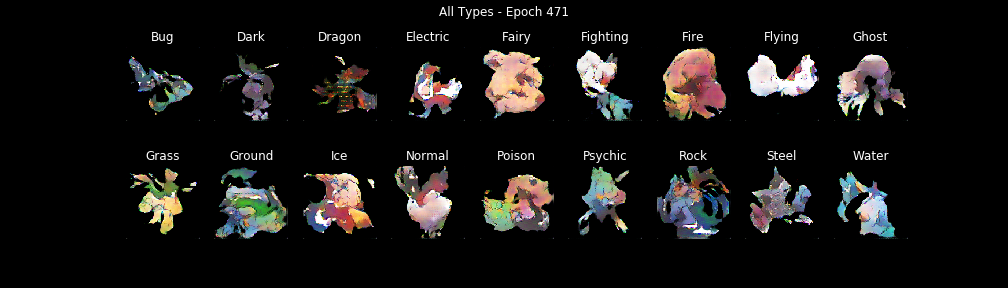 All Types - Epoch 471
Bug Dark Dragon Electric Fairy Fighting Fire Flying Ghost
Grass Ground Ice Normal Poison Psychic Rock Steel Water